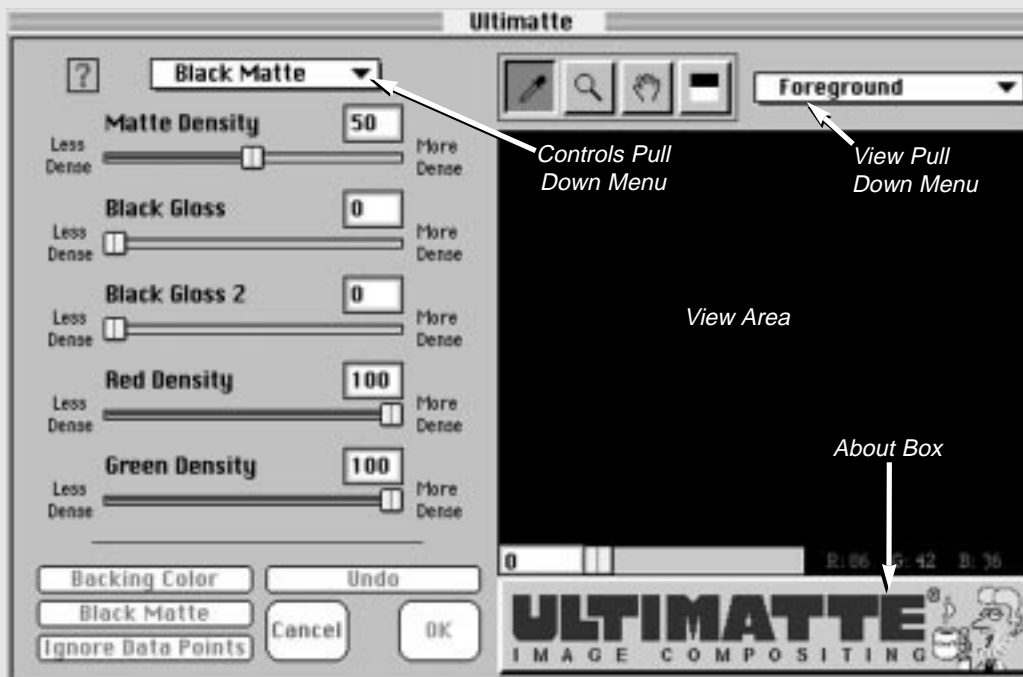 Ultimatte
?
Black Matte
Matte Density
50
Less Dense
More Dense
Black Gloss
0
Less Dense
More Dense
Black Gloss 2
0
Less Dense
More Dense
Red Density
100
Less Dense
More Dense
Green Density
100
Less Dense
More Dense
Backing Color
Undo
Black Matte
Ignore Data Points
Cancel
OK
Foreground
Controls Pull
Down Menu
View Pull
Down Menu
View Area
About Box
0
R: 86 G: 42 B: 36
ULTIMATTE®
IMAGE COMPOSITING